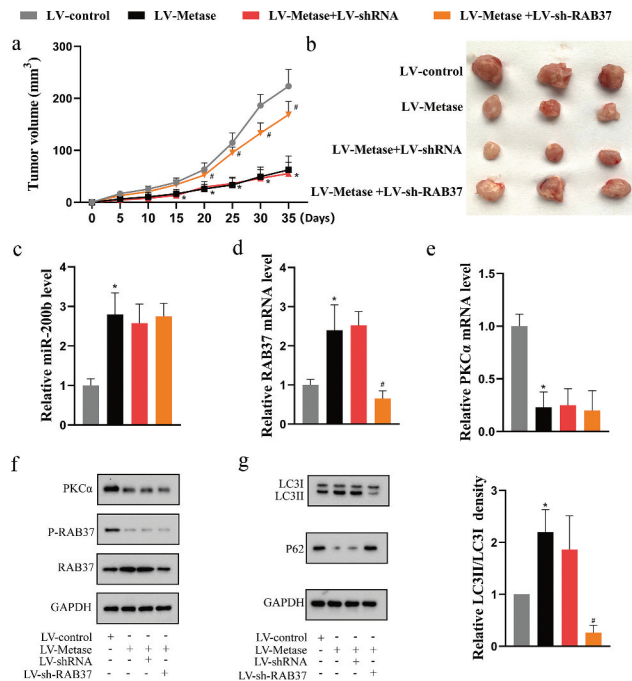 LV-control LV-Metase LV-Metase+LV-shRNA LV-Metase +LV-sh-RAB37
a
Tumor volume (mm³)
300
200
100
50
0
0 5 10 15 20 25 30 35 (Days)
* # * # * # * # *
b
LV-control
LV-Metase
LV-Metase+LV-shRNA
LV-Metase +LV-sh-RAB37
c
Relative miR-200b level
4
3
2
1
0
*
d
Relative RAB37 mRNA level
4
3
2
1
0
*
#
e
Relative PKCα mRNA level
1.5
1.0
0.5
0.0
*
f
PKCα
P-RAB37
RAB37
GAPDH
LV-control + - - -
LV-Metase - + + +
LV-shRNA - - + -
LV-sh-RAB37 - - - +
g
LC3I
LC3II
P62
GAPDH
LV-control + - - -
LV-Metase - + + +
LV-shRNA - - + -
LV-sh-RAB37 - - - +
Relative LC3II/LC3I density
3
2
1
0
*
#